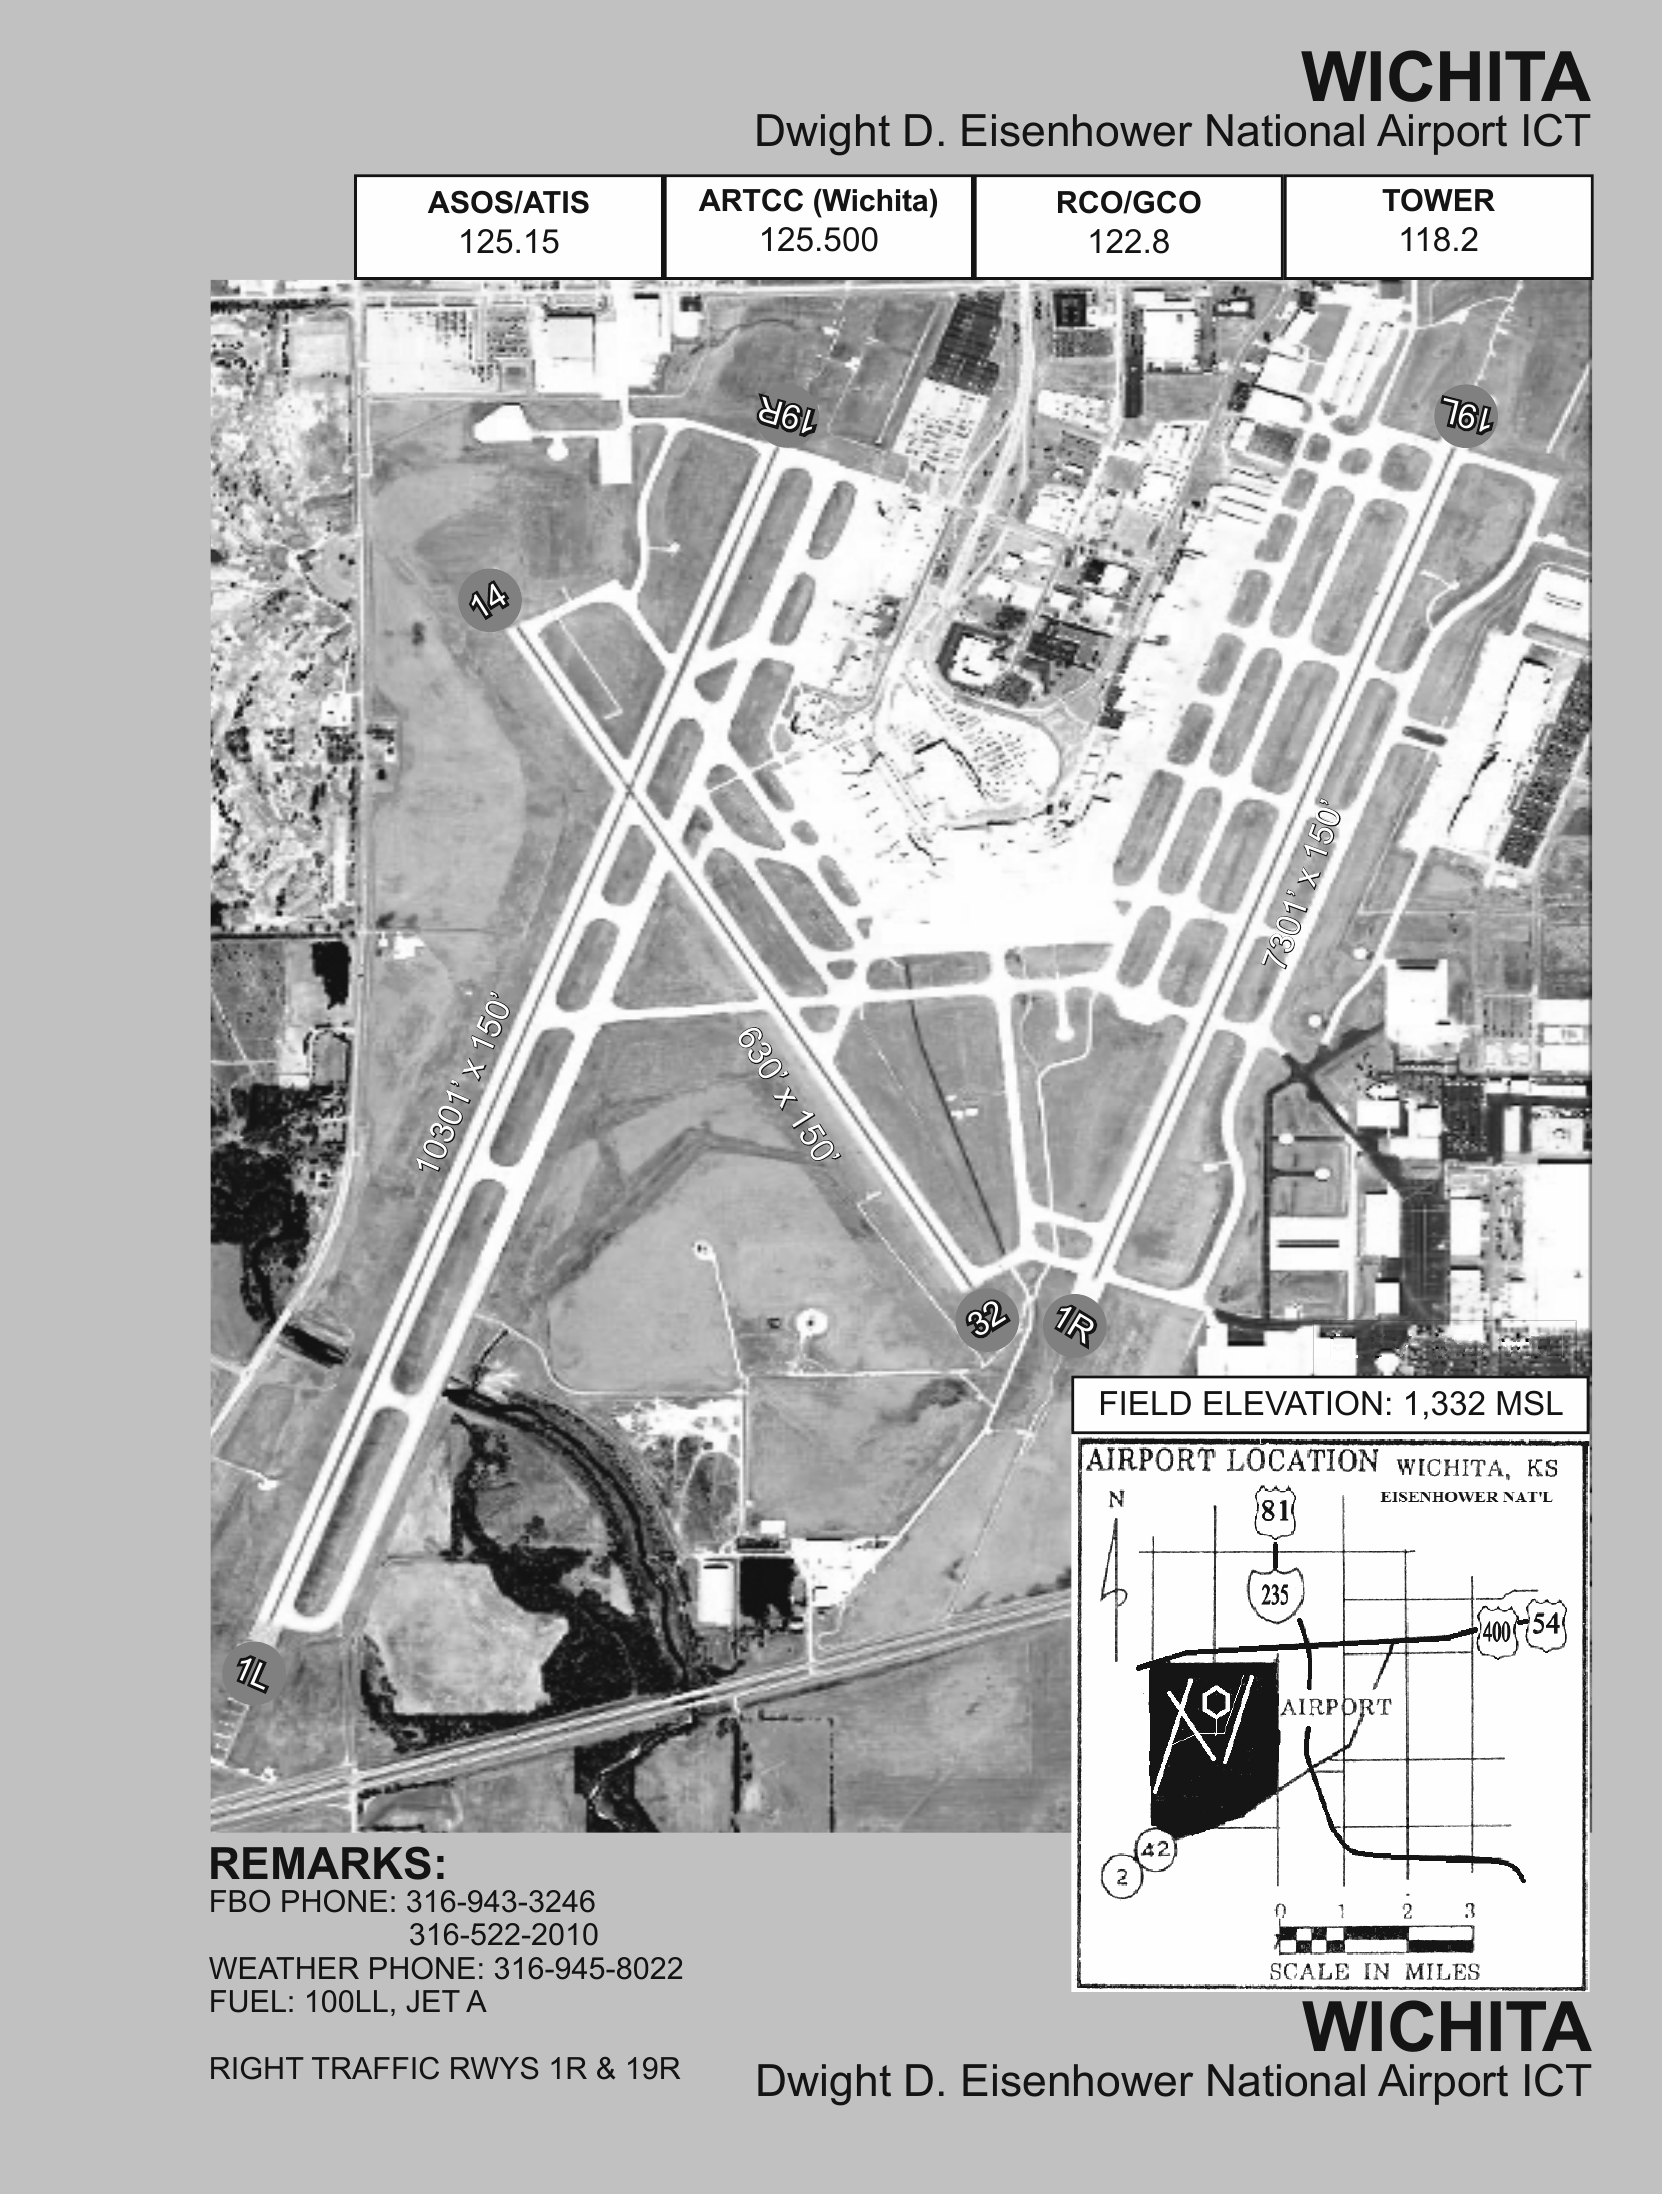 WICHITA
Dwight D. Eisenhower National Airport ICT
ASOS/ATIS
125.15
ARTCC (Wichita)
125.500
RCO/GCO
122.8
TOWER
118.2
19R
19L
14
7301’ x 150’
10301’ x 150’
630’ x 150’
32
1R
1L
FIELD ELEVATION: 1,332 MSL
AIRPORT LOCATION WICHITA, KS
EISENHOWER NAT'L
N
81
235
400
54
AIRPORT
42
2
0 1 2 3
SCALE IN MILES
REMARKS:
FBO PHONE: 316-943-3246
316-522-2010
WEATHER PHONE: 316-945-8022
FUEL: 100LL, JET A
RIGHT TRAFFIC RWYS 1R & 19R
WICHITA
Dwight D. Eisenhower National Airport ICT